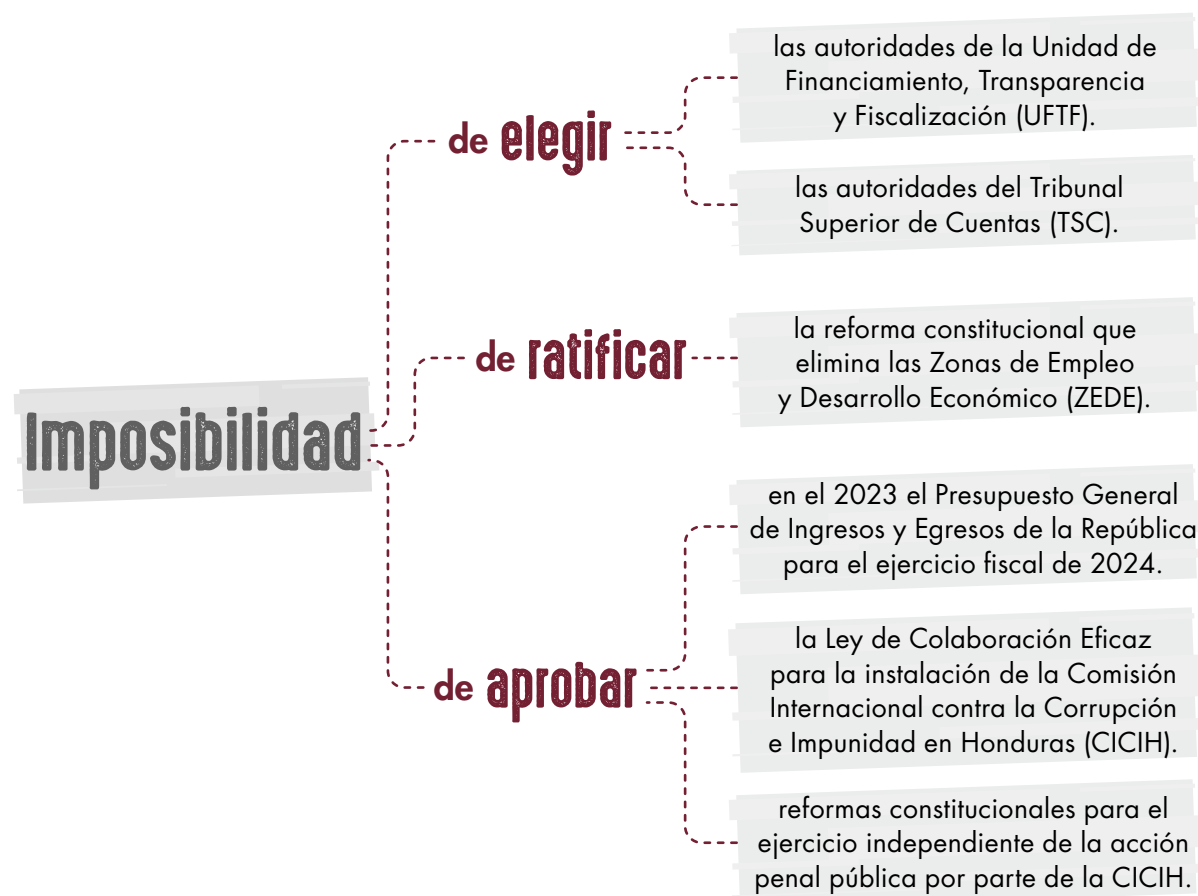 Imposibilidad
de elegir
las autoridades de la Unidad de
Financiamiento, Transparencia
y Fiscalización (UFTF).
las autoridades del Tribunal
Superior de Cuentas (TSC).
de ratificar
la reforma constitucional que
elimina las Zonas de Empleo
y Desarrollo Económico (ZEDE).
de aprobar
en el 2023 el Presupuesto General
de Ingresos y Egresos de la República
para el ejercicio fiscal de 2024.
la Ley de Colaboración Eficaz
para la instalación de la Comisión
Internacional contra la Corrupción
e Impunidad en Honduras (CICIH).
reformas constitucionales para el
ejercicio independiente de la acción
penal pública por parte de la CICIH.